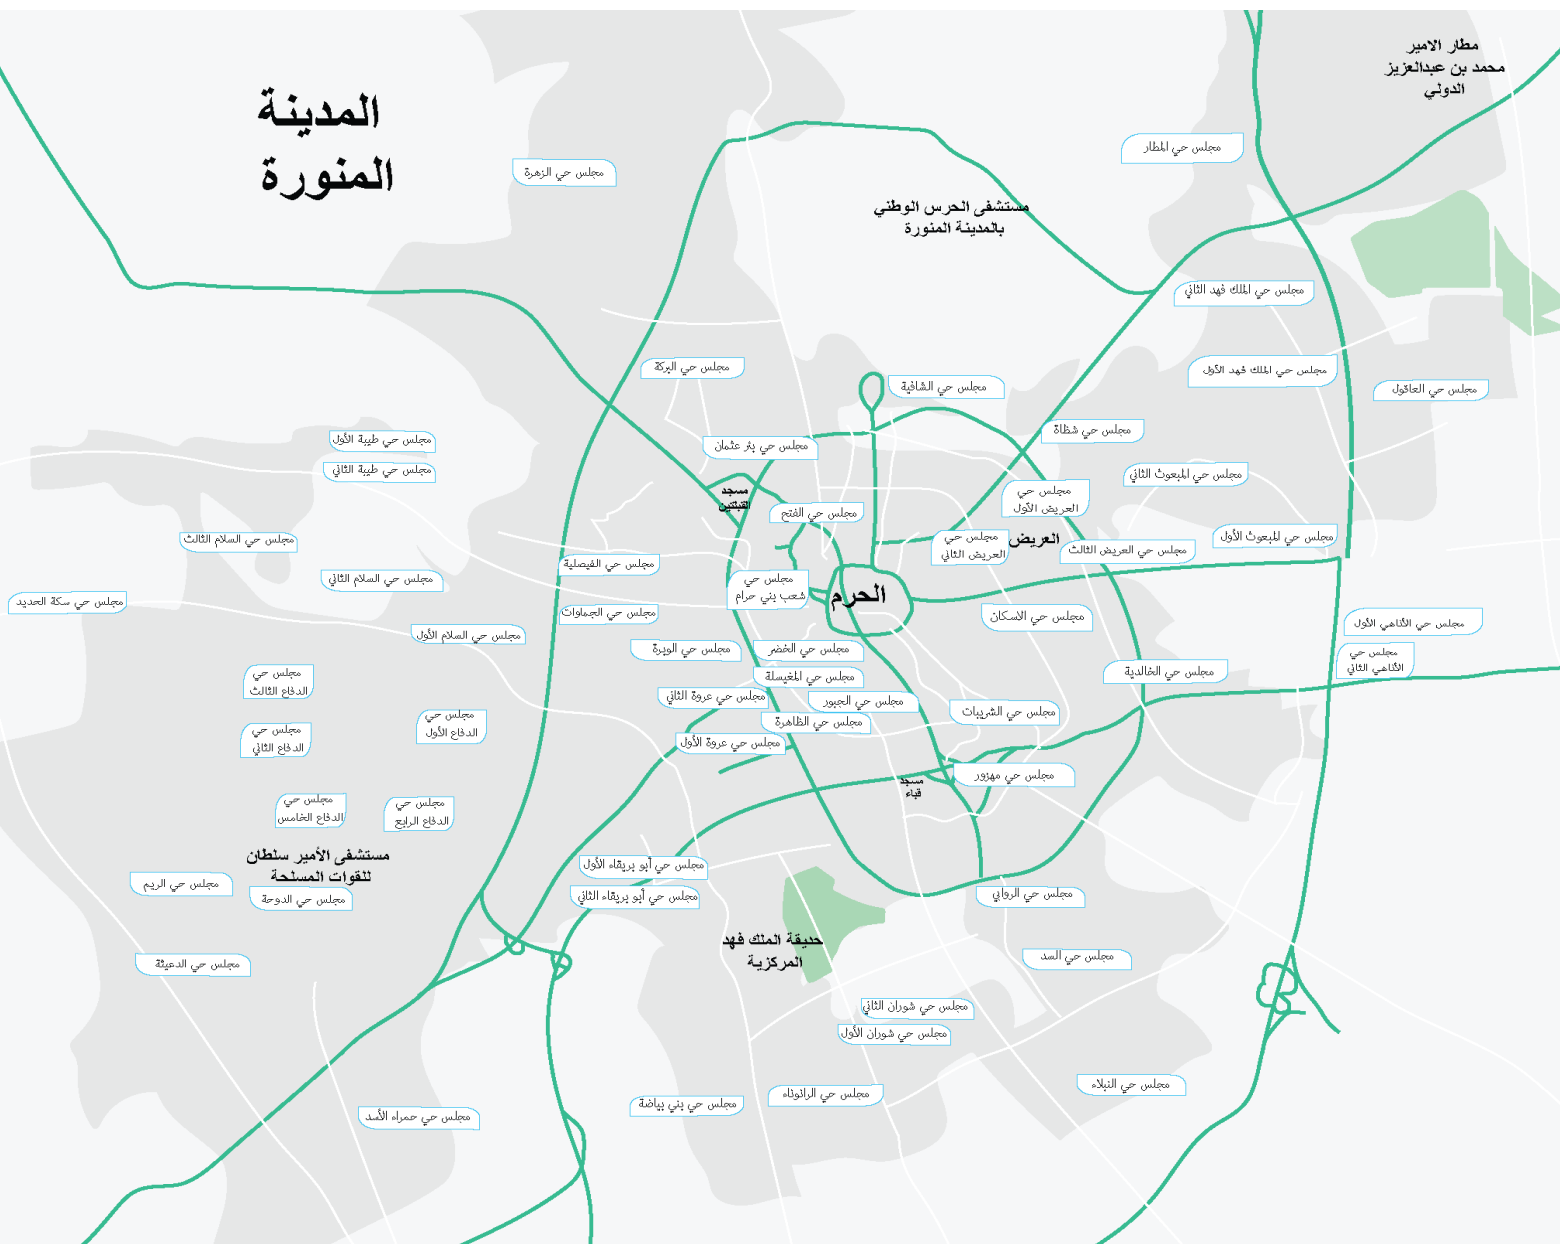 مطار الامير
محمد بن عبدالعزيز
الدولي
المدينة
المنورة
مجلس حي المطار
مجلس حي الزهرة
مستشفى الحرس الوطني
بالمدينة المنورة
مجلس حي الملك فهد الثاني
مجلس حي البركة
مجلس حي الملك فهد الأول
مجلس حي الشافية
مجلس حي العاقول
مجلس حي شظاة
مجلس حي طيبة الأول
مجلس حي بئر عثمان
مجلس حي طيبة الثاني
مجلس حي المبعوث الثاني
مسجد
القبلتين
مجلس حي
العريض الأول
مجلس حي الفتح
مجلس حي المبعوث الأول
مجلس حي السلام الثالث
مجلس حي
العريض الثاني
العريض
مجلس حي العريض الثالث
مجلس حي الفيصلية
مجلس حي السلام الثاني
مجلس حي
شعب بني حرام
الحرم
مجلس حي سكة الحديد
مجلس حي الجماوات
مجلس حي الاسكان
مجلس حي الأناهي الأول
مجلس حي السلام الأول
مجلس حي الوبرة
مجلس حي الخضر
مجلس حي
الأناهي الثاني
مجلس حي الخالدية
مجلس حي المغيسلة
مجلس حي
الدفاع الثالث
مجلس حي عروة الثاني
مجلس حي الجبور
مجلس حي الشريبات
مجلس حي
الدفاع الأول
مجلس حي الظاهرة
مجلس حي
الدفاع الثاني
مجلس حي عروة الأول
مجلس حي مهزور
مسجد
قباء
مجلس حي
الدفاع الخامس
مجلس حي
الدفاع الرابع
مستشفى الأمير سلطان
للقوات المسلحة
مجلس حي أبو بريقاء الأول
مجلس حي الريم
مجلس حي الدوحة
مجلس حي أبو بريقاء الثاني
مجلس حي الروابي
حديقة الملك فهد
المركزية
مجلس حي السد
مجلس حي الدعيثة
مجلس حي شوران الثاني
مجلس حي شوران الأول
مجلس حي النبلاء
مجلس حي الرانوناء
مجلس حي بني بياضة
مجلس حي حمراء الأسد